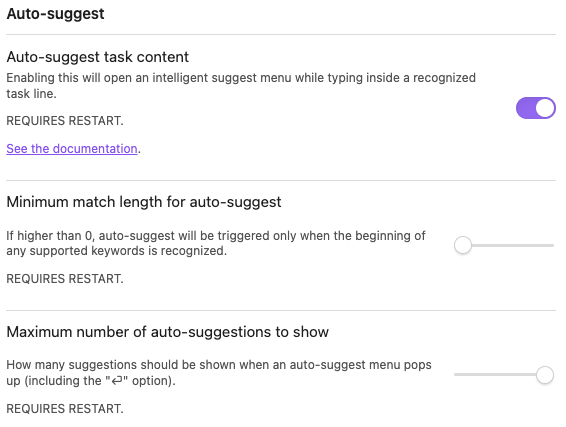 Auto-suggest
Auto-suggest task content
Enabling this will open an intelligent suggest menu while typing inside a recognized
task line.
REQUIRES RESTART.
See the documentation.
Minimum match length for auto-suggest
If higher than 0, auto-suggest will be triggered only when the beginning of
any supported keywords is recognized.
REQUIRES RESTART.
Maximum number of auto-suggestions to show
How many suggestions should be shown when an auto-suggest menu pops
up (including the "⏎" option).
REQUIRES RESTART.